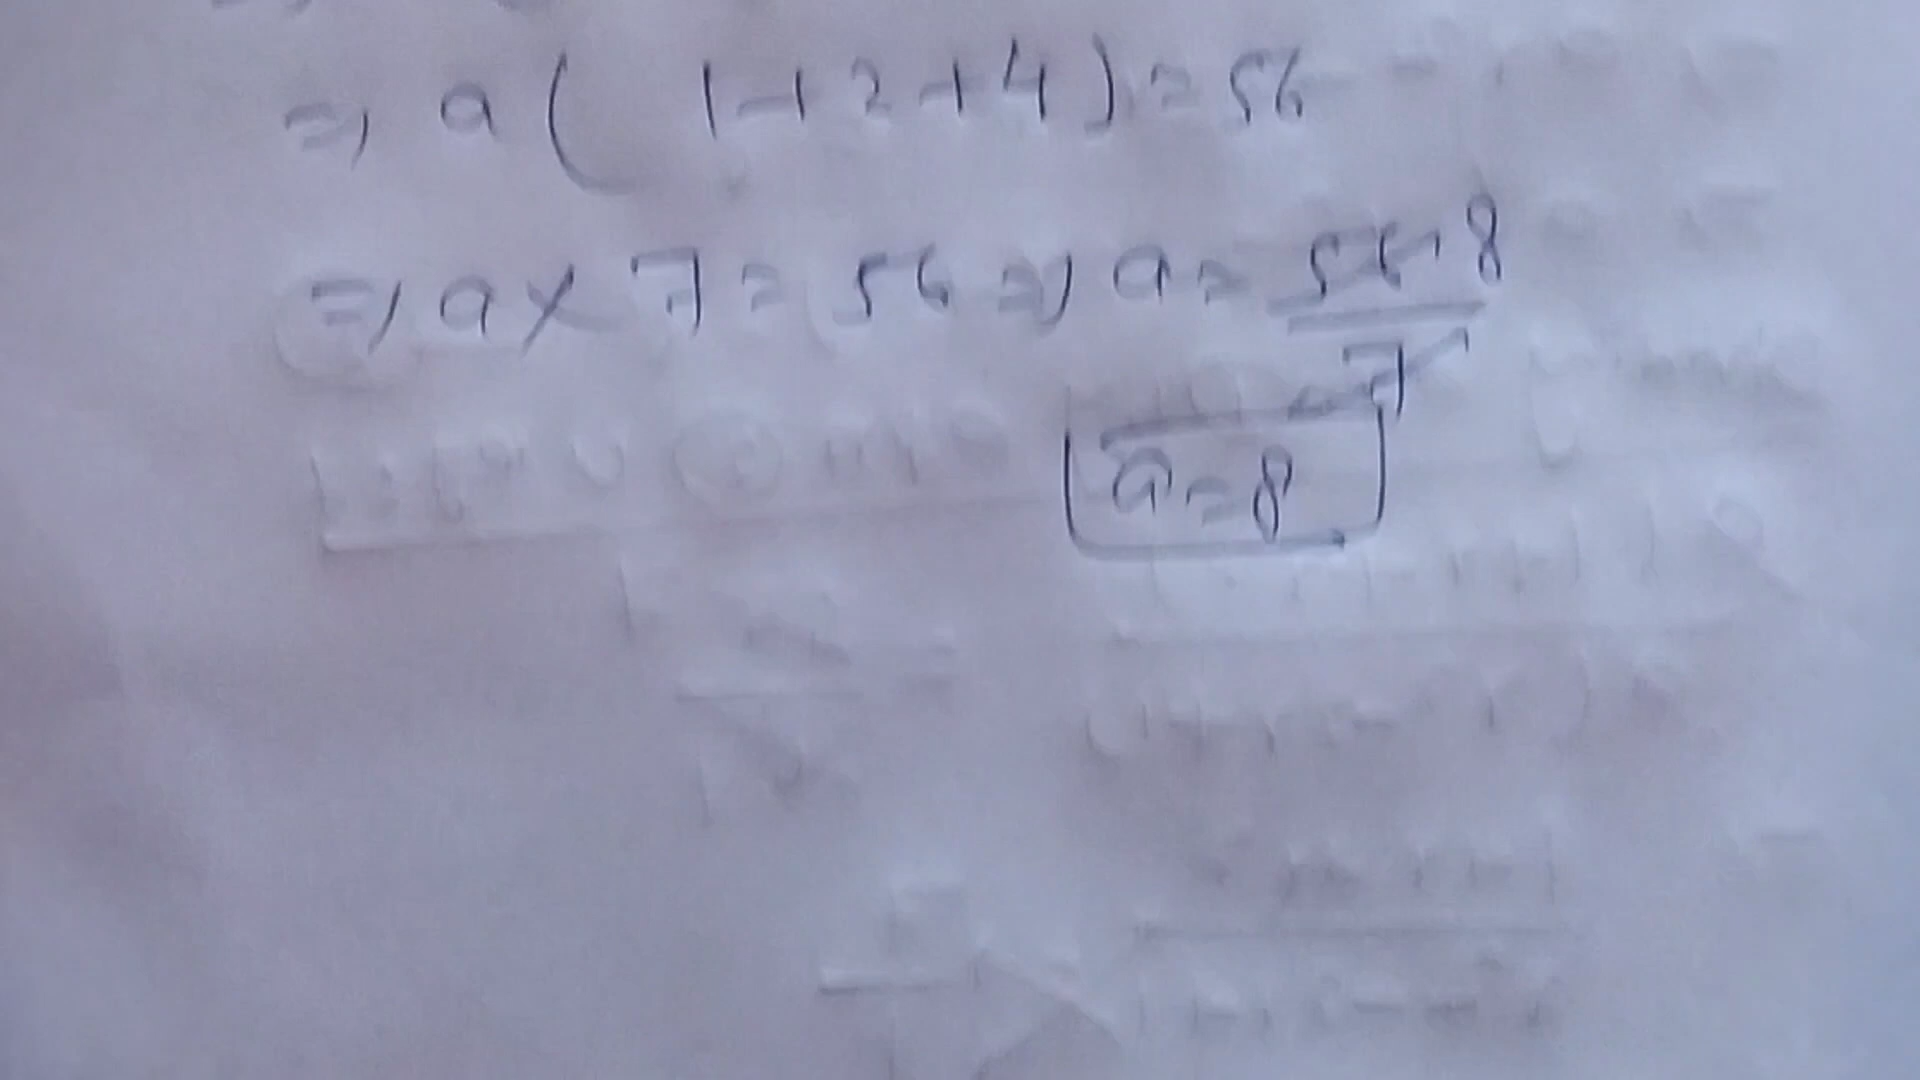 ⇒ a ( 1+2+4) = 56
⇒ a × 7 = 56 ⇒ a = 56 8
7
a = 8